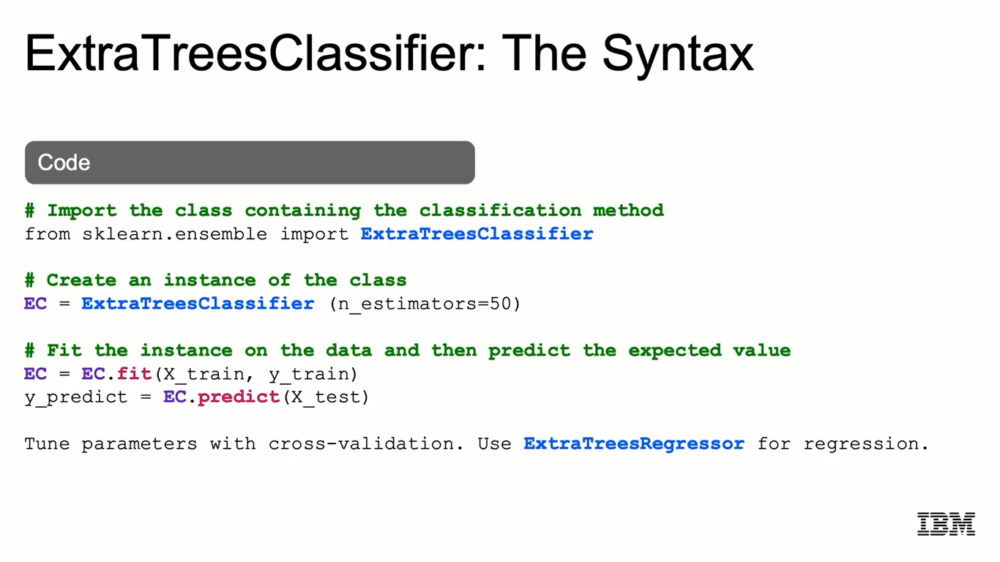 ExtraTreesClassifier: The Syntax
Code
# Import the class containing the classification method
from sklearn.ensemble import ExtraTreesClassifier
# Create an instance of the class
EC = ExtraTreesClassifier (n_estimators=50)
# Fit the instance on the data and then predict the expected value
EC = EC.fit(X_train, y_train)
y_predict = EC.predict(X_test)
Tune parameters with cross-validation. Use ExtraTreesRegressor for regression.
IBM